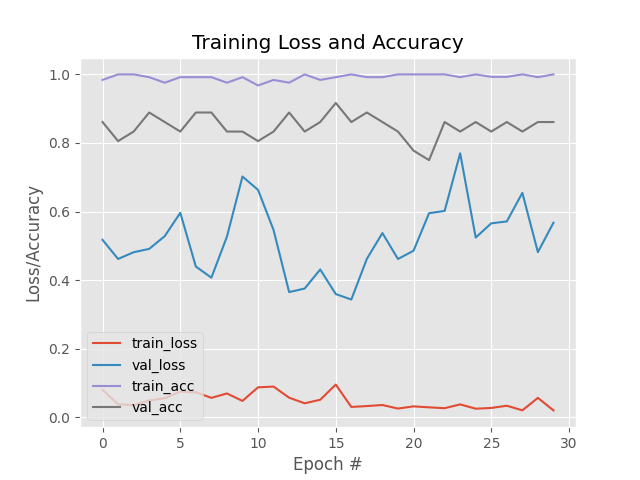 Training Loss and Accuracy
1.0
0.8
0.6
0.4
0.2
0.0
Loss/Accuracy
train_loss
val_loss
train_acc
val_acc
0 5 10 15 20 25 30
Epoch #